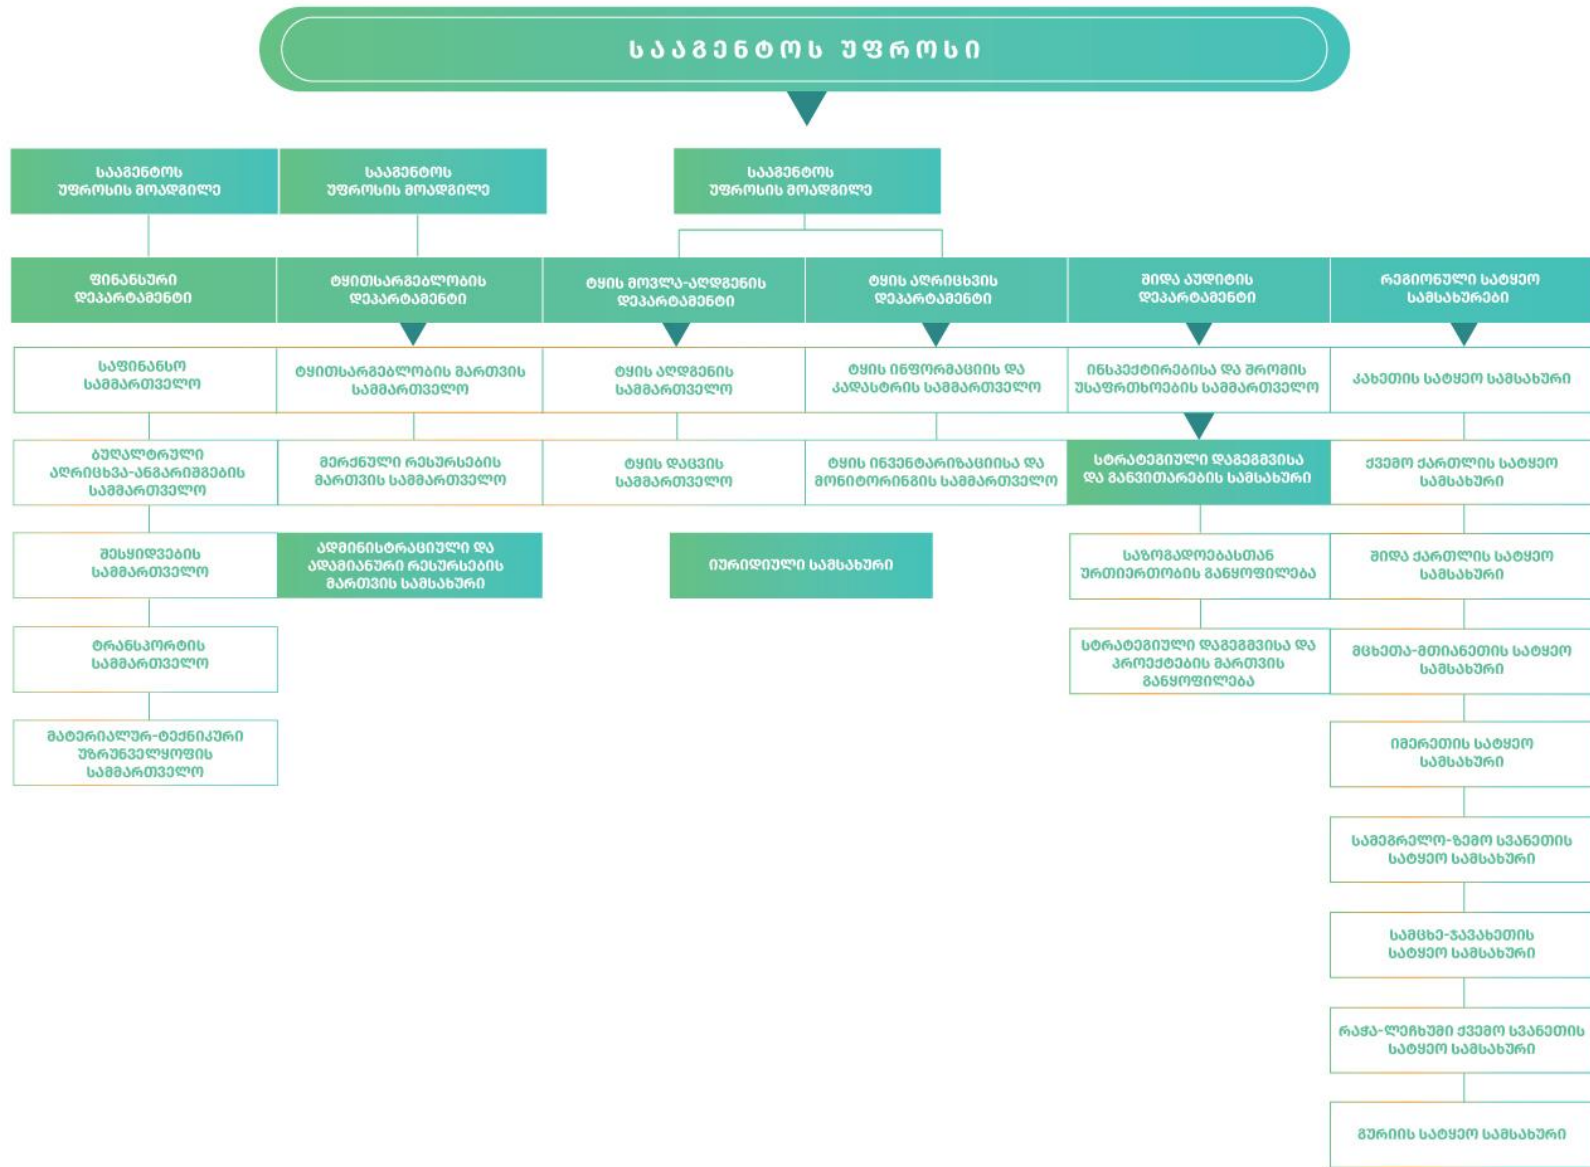 სააგენტოს უფროსი
სააგენტოს
უფროსის მოადგილე
სააგენტოს
უფროსის მოადგილე
სააგენტოს
უფროსის მოადგილე
ფინანსური
დეპარტამენტი
ტყითსარგებლობის
დეპარტამენტი
ტყის მოვლა-აღდგენის
დეპარტამენტი
ტყის აღრიცხვის
დეპარტამენტი
შიდა აუდიტის
დეპარტამენტი
რეგიონული სატყეო
სამსახურები
საფინანსო
სამმართველო
ტყითსარგებლობის მართვის
სამმართველო
ტყის აღდგენის
სამმართველო
ტყის ინფორმაციის და
კადასტრის სამმართველო
ინსპექტირებისა და შრომის
უსაფრთხოების სამმართველო
კახეთის სატყეო სამსახური
ბუღალტრული
აღრიცხვა-ანგარიშგების
სამმართველო
მერქნული რესურსების
მართვის სამმართველო
ტყის დაცვის
სამმართველო
ტყის ინვენტარიზაციისა და
მონიტორინგის სამმართველო
სტრატეგიული დაგეგმვისა
და განვითარების სამსახური
ქვემო ქართლის სატყეო
სამსახური
შესყიდვების
სამმართველო
ადმინისტრაციული და
ადამიანური რესურსების
მართვის სამსახური
იურიდიული სამსახური
საზოგადოებასთან
ურთიერთობის განყოფილება
შიდა ქართლის სატყეო
სამსახური
ტრანსპორტის
სამმართველო
სტრატეგიული დაგეგმვისა და
პროექტების მართვის
განყოფილება
მცხეთა-მთიანეთის სატყეო
სამსახური
მატერიალურ-ტექნიკური
უზრუნველყოფის
სამმართველო
იმერეთის სატყეო
სამსახური
სამეგრელო-ზემო სვანეთის
სატყეო სამსახური
სამცხე-ჯავახეთის
სატყეო სამსახური
რაჭა-ლეჩხუმი ქვემო სვანეთის
სატყეო სამსახური
გურიის სატყეო სამსახური